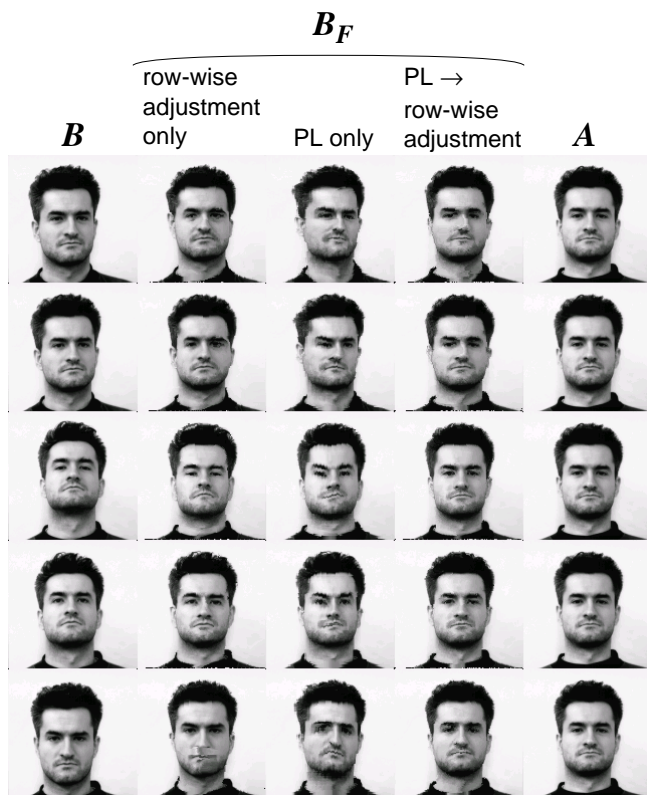 B_F
row-wise
adjustment
only
PL only
PL →
row-wise
adjustment
B
A